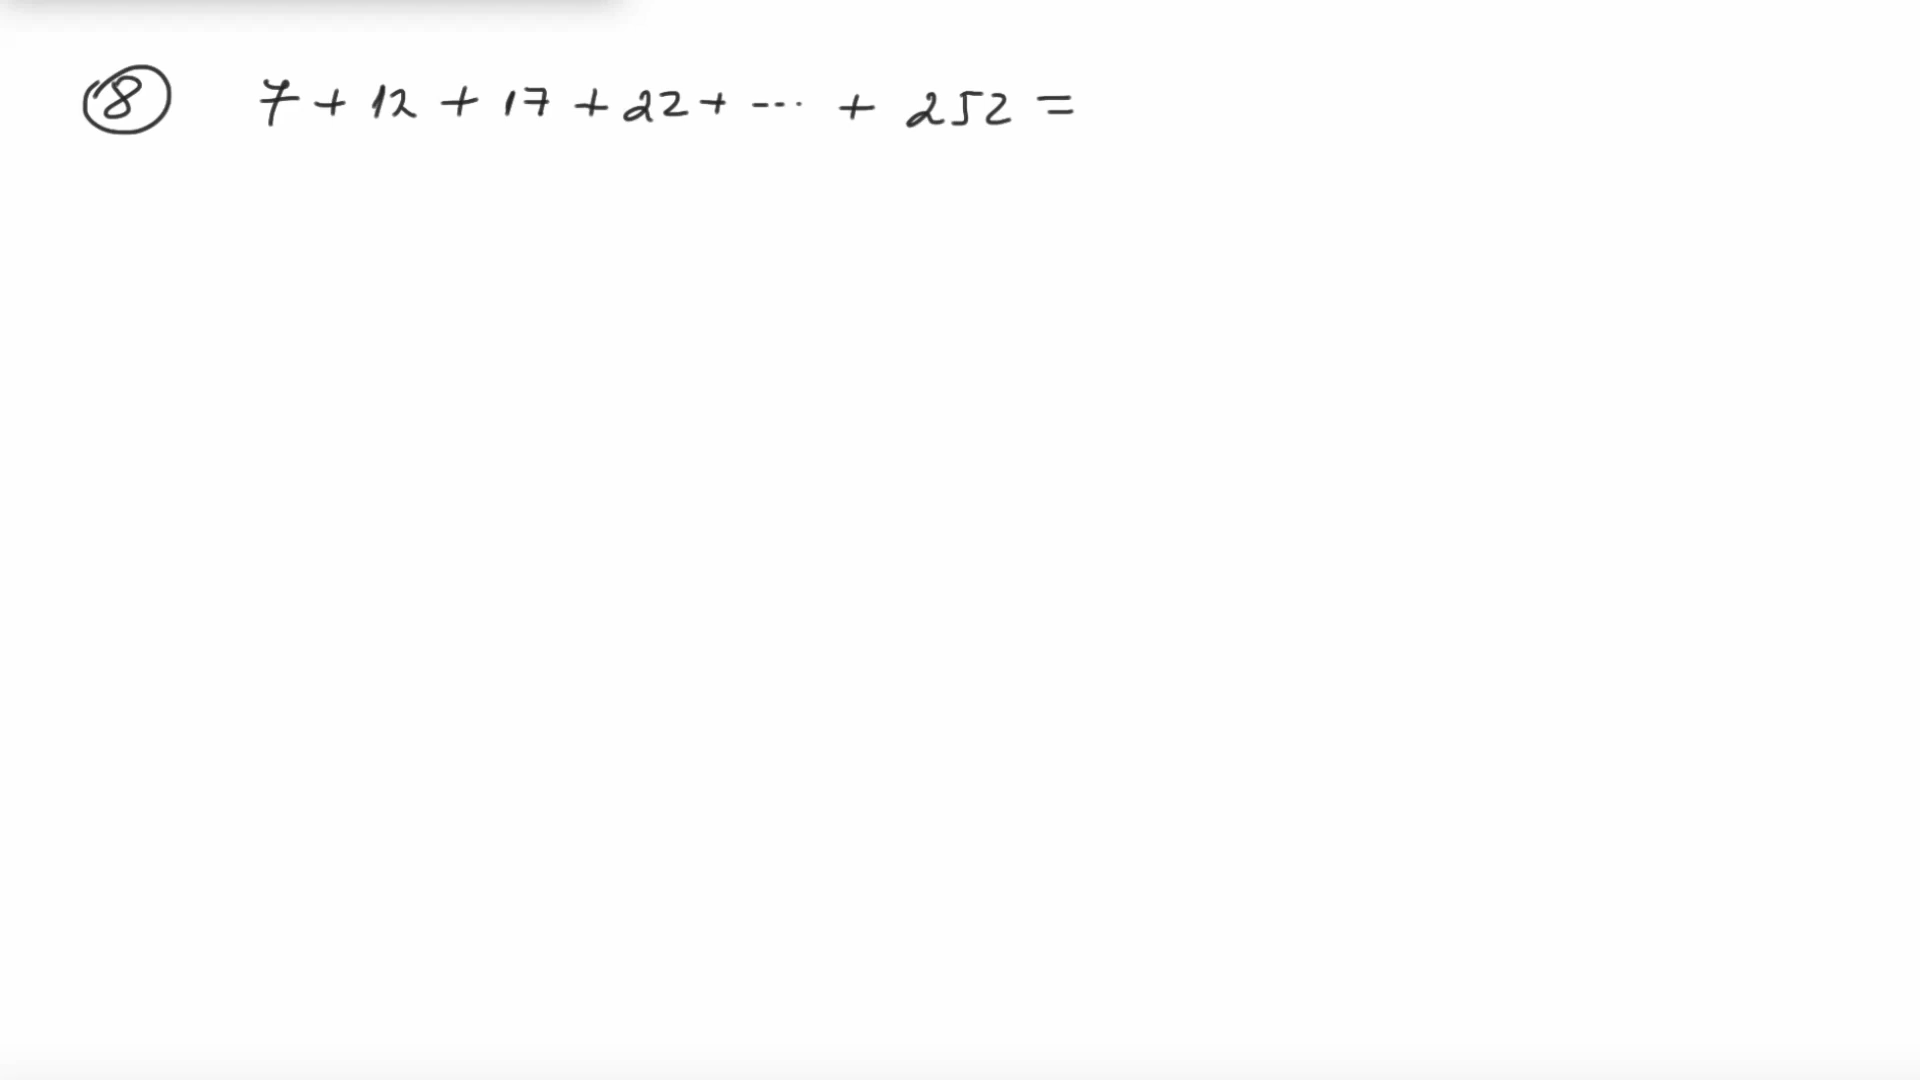 ⑧ 7 + 12 + 17 + 22 + ... + 252 =